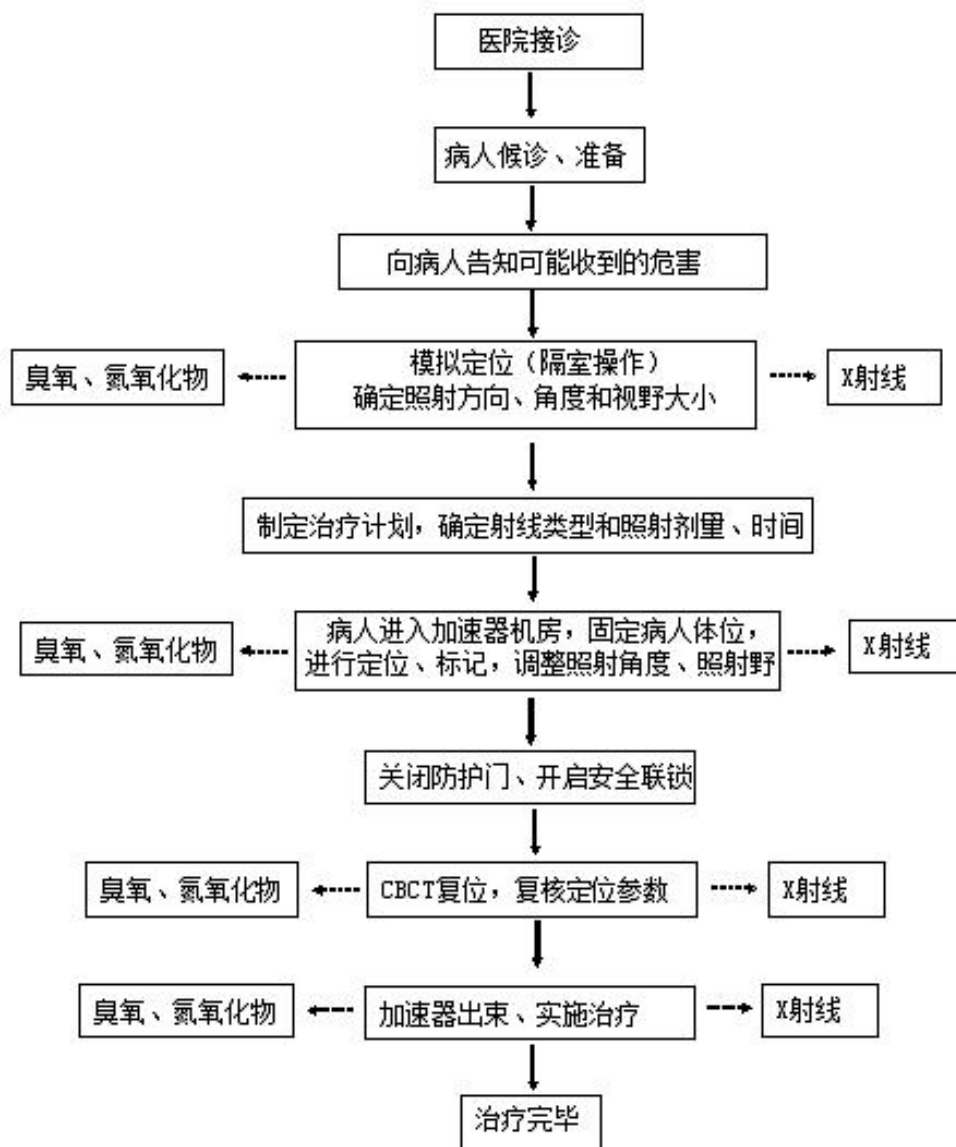 医院接诊
病人候诊、准备
向病人告知可能收到的危害
臭氧、氮氧化物
模拟定位（隔室操作）
确定照射方向、角度和视野大小
X射线
制定治疗计划，确定射线类型和照射剂量、时间
臭氧、氮氧化物
病人进入加速器机房，固定病人体位，
进行定位、标记，调整照射角度、照射野
X射线
关闭防护门、开启安全联锁
臭氧、氮氧化物
CBCT复位，复核定位参数
X射线
臭氧、氮氧化物
加速器出束、实施治疗
X射线
治疗完毕